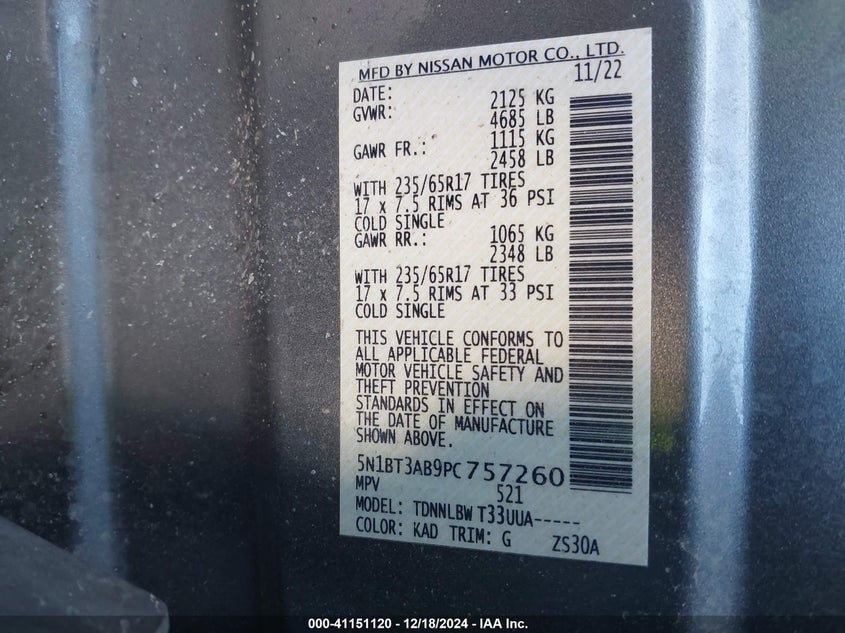 MFD BY NISSAN MOTOR CO., LTD.
DATE: 11/22
GVWR: 2125 KG
4685 LB
GAWR FR.: 1115 KG
2458 LB
WITH 235/65R17 TIRES
17 x 7.5 RIMS AT 36 PSI
COLD SINGLE
GAWR RR.: 1065 KG
2348 LB
WITH 235/65R17 TIRES
17 x 7.5 RIMS AT 33 PSI
COLD SINGLE
THIS VEHICLE CONFORMS TO
ALL APPLICABLE FEDERAL
MOTOR VEHICLE SAFETY AND
THEFT PREVENTION
STANDARDS IN EFFECT ON
THE DATE OF MANUFACTURE
SHOWN ABOVE.
5N1BT3AB9PC757260
MPV 521
MODEL: TDNNLBW T33UUA-----
COLOR: KAD TRIM: G ZS30A
000-41151120 - 12/18/2024 - IAA Inc.